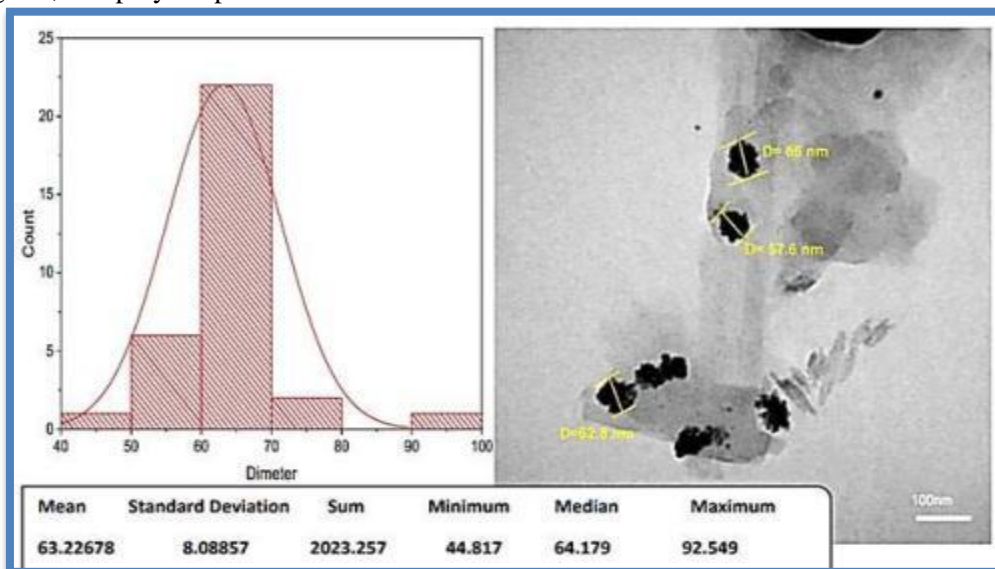 25
20
15
10
5
0
Count
40 50 60 70 80 90 100
Dimeter
D= 65 nm
D= 57.6 nm
D=62.8 nm
100nm
Mean Standard Deviation Sum Minimum Median Maximum
63.22678 8.08857 2023.257 44.817 64.179 92.549